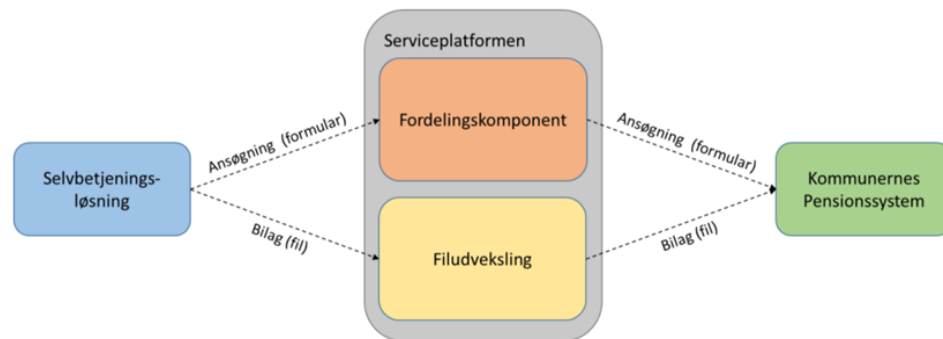 Serviceplatformen
Fordelingskomponent
Ansøgning (formular)
Ansøgning (formular)
Selvbetjenings-
løsning
Kommunernes
Pensionssystem
Bilag (fil)
Bilag (fil)
Filudveksling